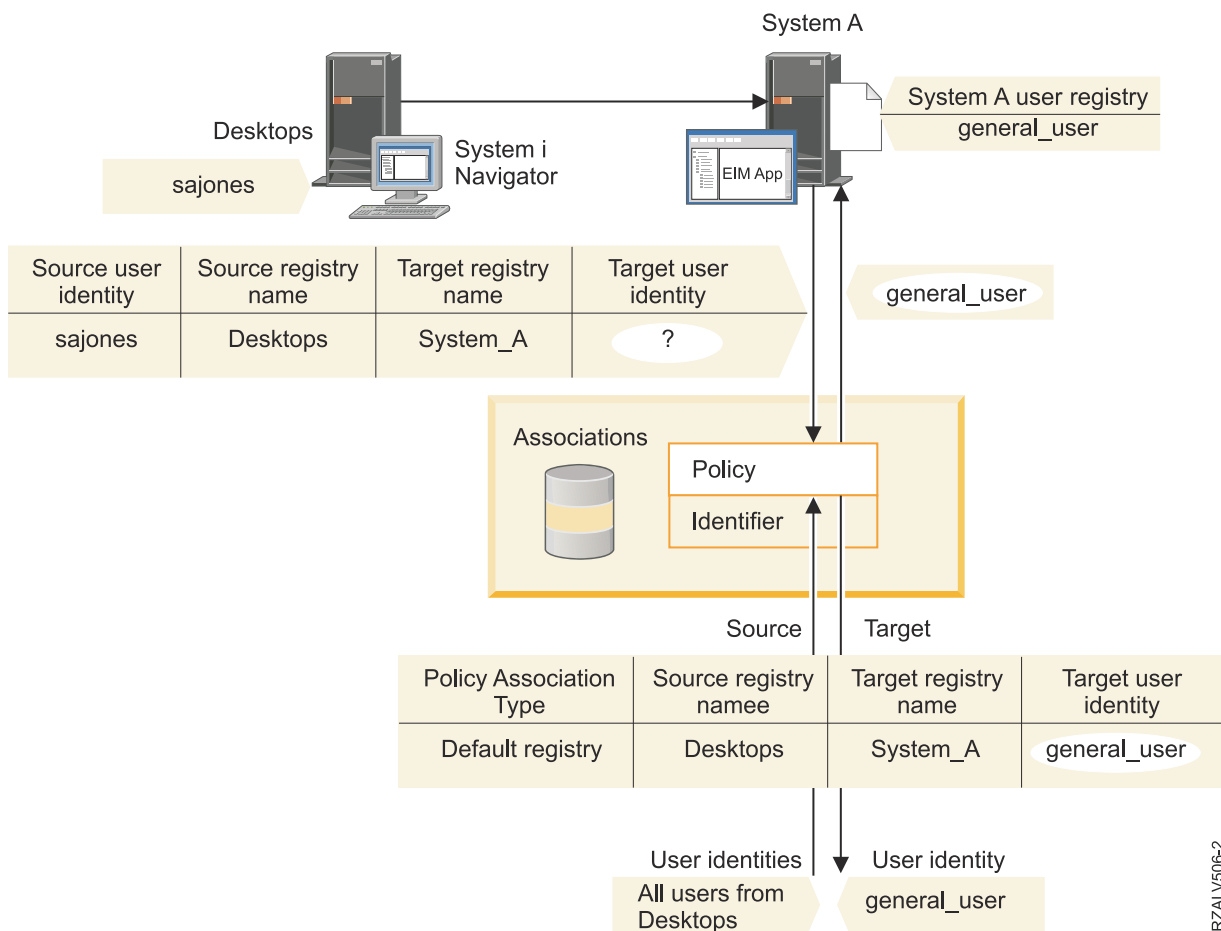 System A
Desktops
System i
Navigator
sajones
EIM App
System A user registry
general_user
Source user
identity
Source registry
name
Target registry
name
Target user
identity
sajones
Desktops
System_A
?
general_user
Associations
Policy
Identifier
Source
Target
Policy Association
Type
Source registry
namee
Target registry
name
Target user
identity
Default registry
Desktops
System_A
general_user
User identities
User identity
All users from
Desktops
general_user
RZALV506-2